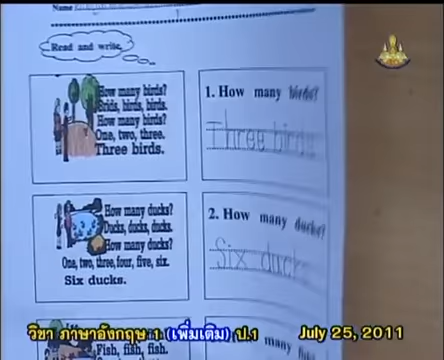 Name
Read and write.
How many birds?
Brids, birds, birds.
How many birds?
One, two, three.
Three birds.
1. How many birds?
Three birds
How many ducks?
Ducks, ducks, ducks.
How many ducks?
One, two, three, four, five, six.
Six ducks.
2. How many ducks?
Six ducks
Fish, fish, fish.
many
วิชา ภาษาอังกฤษ 1 (เพิ่มเติม) ป.1
July 25, 2011